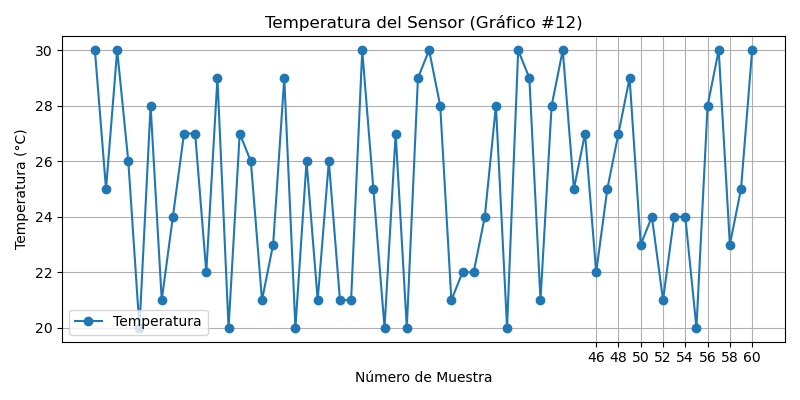 Temperatura del Sensor (Gráfico #12)
Temperatura (°C)
30
28
26
24
22
20
Temperatura
46 48 50 52 54 56 58 60
Número de Muestra